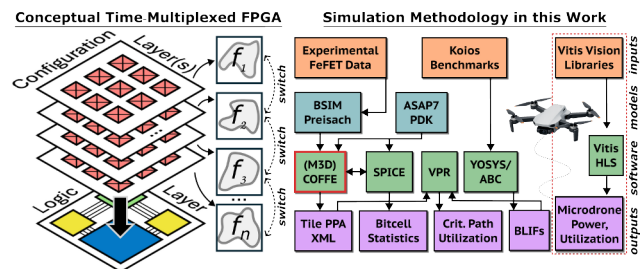 Conceptual Time-Multiplexed FPGA
Configuration
Layer(s)
...
Logic
Layer
f1
f2
f3
...
fn
switch
switch
switch
Simulation Methodology in this Work
Experimental
FeFET Data
Koios
Benchmarks
Vitis Vision
Libraries
BSIM
Preisach
ASAP7
PDK
(M3D)
COFFE
SPICE
VPR
YOSYS/
ABC
Vitis
HLS
Tile PPA
XML
Bitcell
Statistics
Crit. Path
Utilization
BLIFs
Microdrone
Power,
Utilization
inputs
models
software
outputs